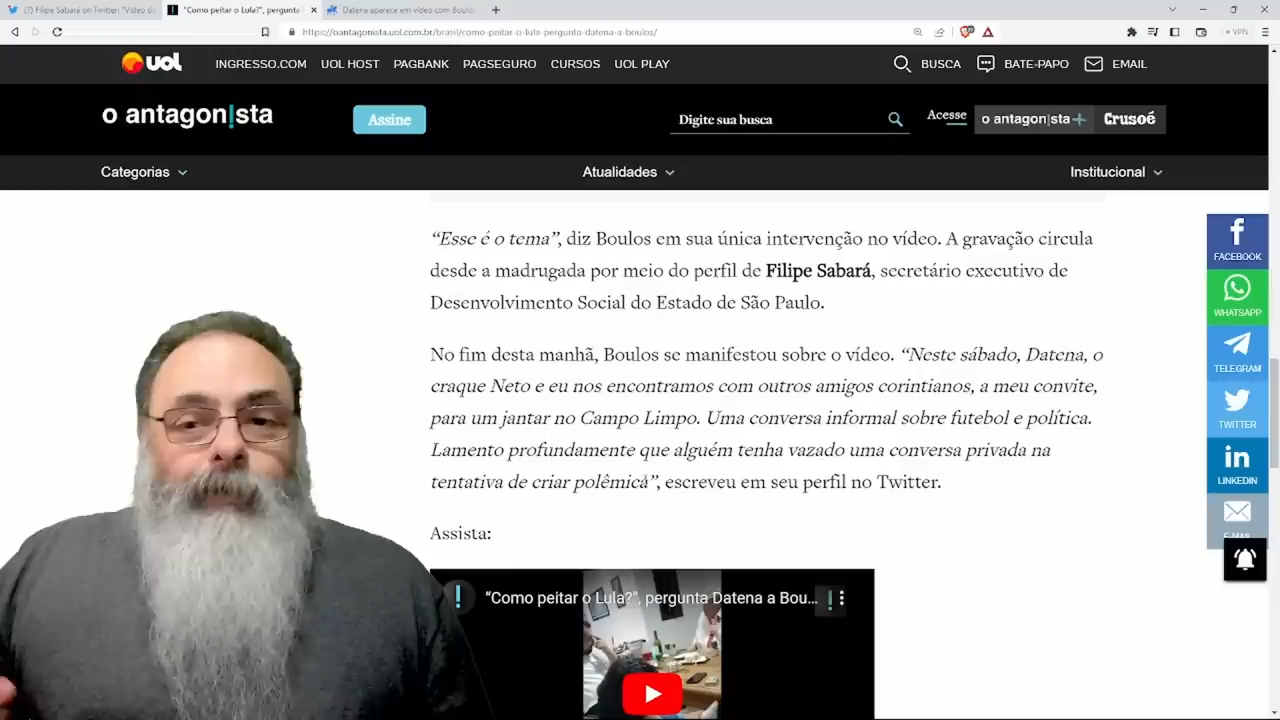 (7) Filipe Sabará on Twitter: "Vídeo do
"Como peitar o Lula?", pergunta
Datena aparece em vídeo com Boulos
https://oantagonista.uol.com.br/brasil/como-peitar-o-lula-pergunta-datena-a-boulos/
VPN
UOL
INGRESSO.COM UOL HOST PAGBANK PAGSEGURO CURSOS UOL PLAY BUSCA BATE-PAPO EMAIL
o antagon!sta Assine Digite sua busca Acesse o antagon|sta+ Crusoé
Categorias Atualidades Institucional
“Esse é o tema”, diz Boulos em sua única intervenção no vídeo. A gravação circula
desde a madrugada por meio do perfil de Filipe Sabará, secretário executivo de
Desenvolvimento Social do Estado de São Paulo.
No fim desta manhã, Boulos se manifestou sobre o vídeo. “Neste sábado, Datena, o
craque Neto e eu nos encontramos com outros amigos corintianos, a meu convite,
para um jantar no Campo Limpo. Uma conversa informal sobre futebol e política.
Lamento profundamente que alguém tenha vazado uma conversa privada na
tentativa de criar polêmica”, escreveu em seu perfil no Twitter.
Assista:
“Como peitar o Lula?”, pergunta Datena a Bou...
FACEBOOK
WHATSAPP
TELEGRAM
TWITTER
LINKEDIN
E-MAIL